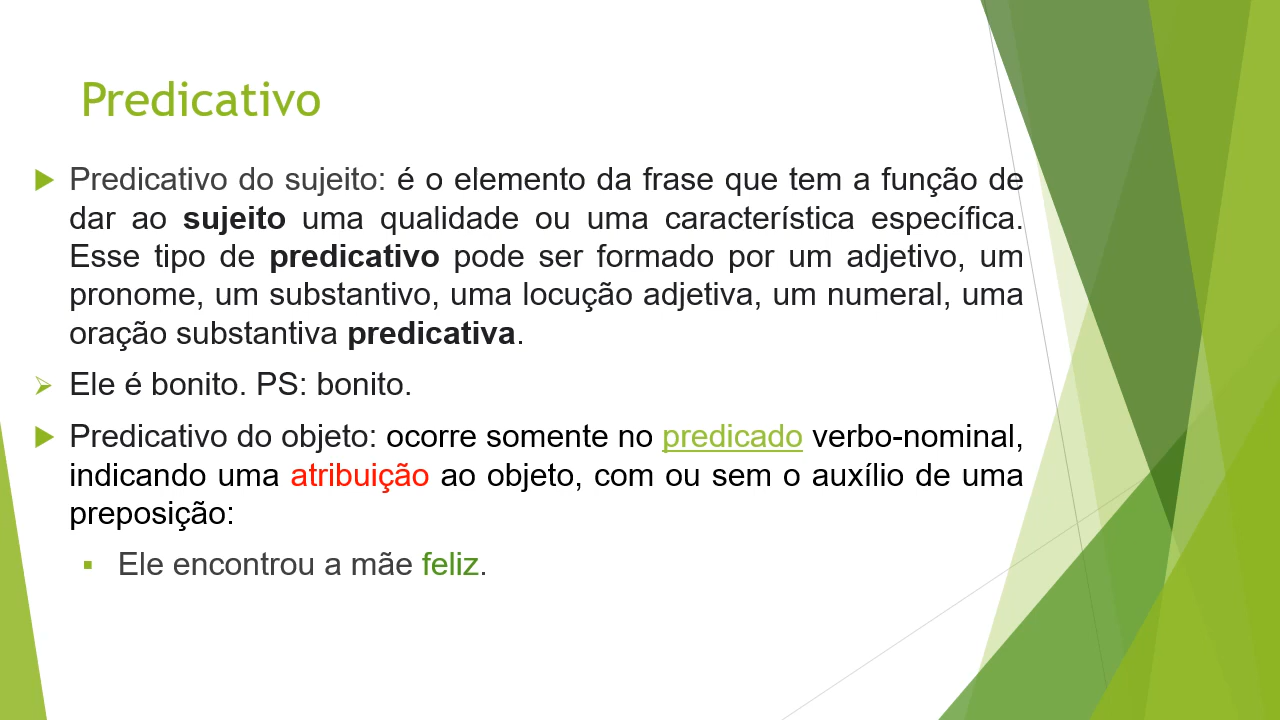 Predicativo
Predicativo do sujeito: é o elemento da frase que tem a função de
dar ao sujeito uma qualidade ou uma característica específica.
Esse tipo de predicativo pode ser formado por um adjetivo, um
pronome, um substantivo, uma locução adjetiva, um numeral, uma
oração substantiva predicativa.
Ele é bonito. PS: bonito.
Predicativo do objeto: ocorre somente no predicado verbo-nominal,
indicando uma atribuição ao objeto, com ou sem o auxílio de uma
preposição:
Ele encontrou a mãe feliz.